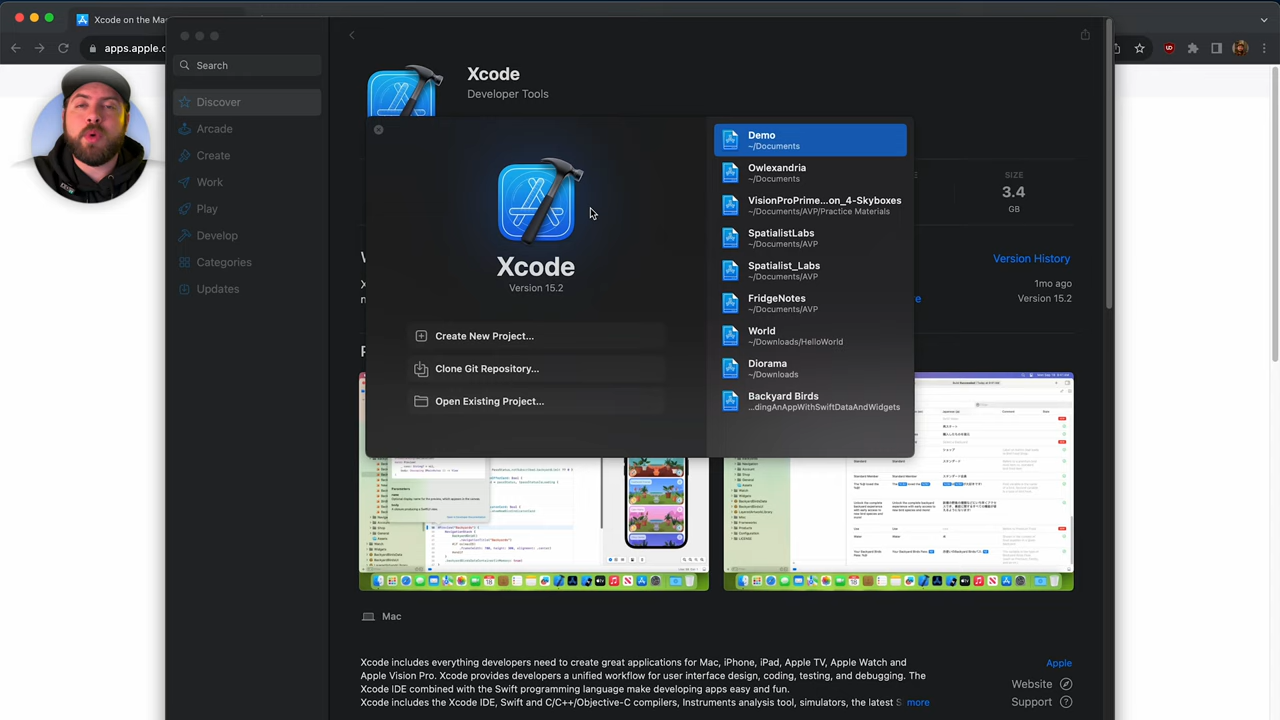 Xcode on the Ma
apps.apple.c
Search
Discover
Arcade
Create
Work
Play
Develop
Categories
Updates
Xcode
Developer Tools
SIZE
3.4
GB
Version History
1mo ago
Version 15.2
Xcode
Version 15.2
Create New Project...
Clone Git Repository...
Open Existing Project...
Demo
~/Documents
Owlexandria
~/Documents
VisionProPrime...on_4-Skyboxes
~/Documents/AVP/Practice Materials
SpatialistLabs
~/Documents/AVP
Spatialist_Labs
~/Documents/AVP
FridgeNotes
~/Documents/AVP
World
~/Downloads/HelloWorld
Diorama
~/Downloads
Backyard Birds
...dingAnAppWithSwiftDataAndWidgets
Mac
Xcode includes everything developers need to create great applications for Mac, iPhone, iPad, Apple TV, Apple Watch and
Apple Vision Pro. Xcode provides developers a unified workflow for user interface design, coding, testing, and debugging. The
Xcode IDE combined with the Swift programming language make developing apps easy and fun.
Xcode includes the Xcode IDE, Swift and C/C++/Objective-C compilers, Instruments analysis tool, simulators, the latest S more
Apple
Website
Support